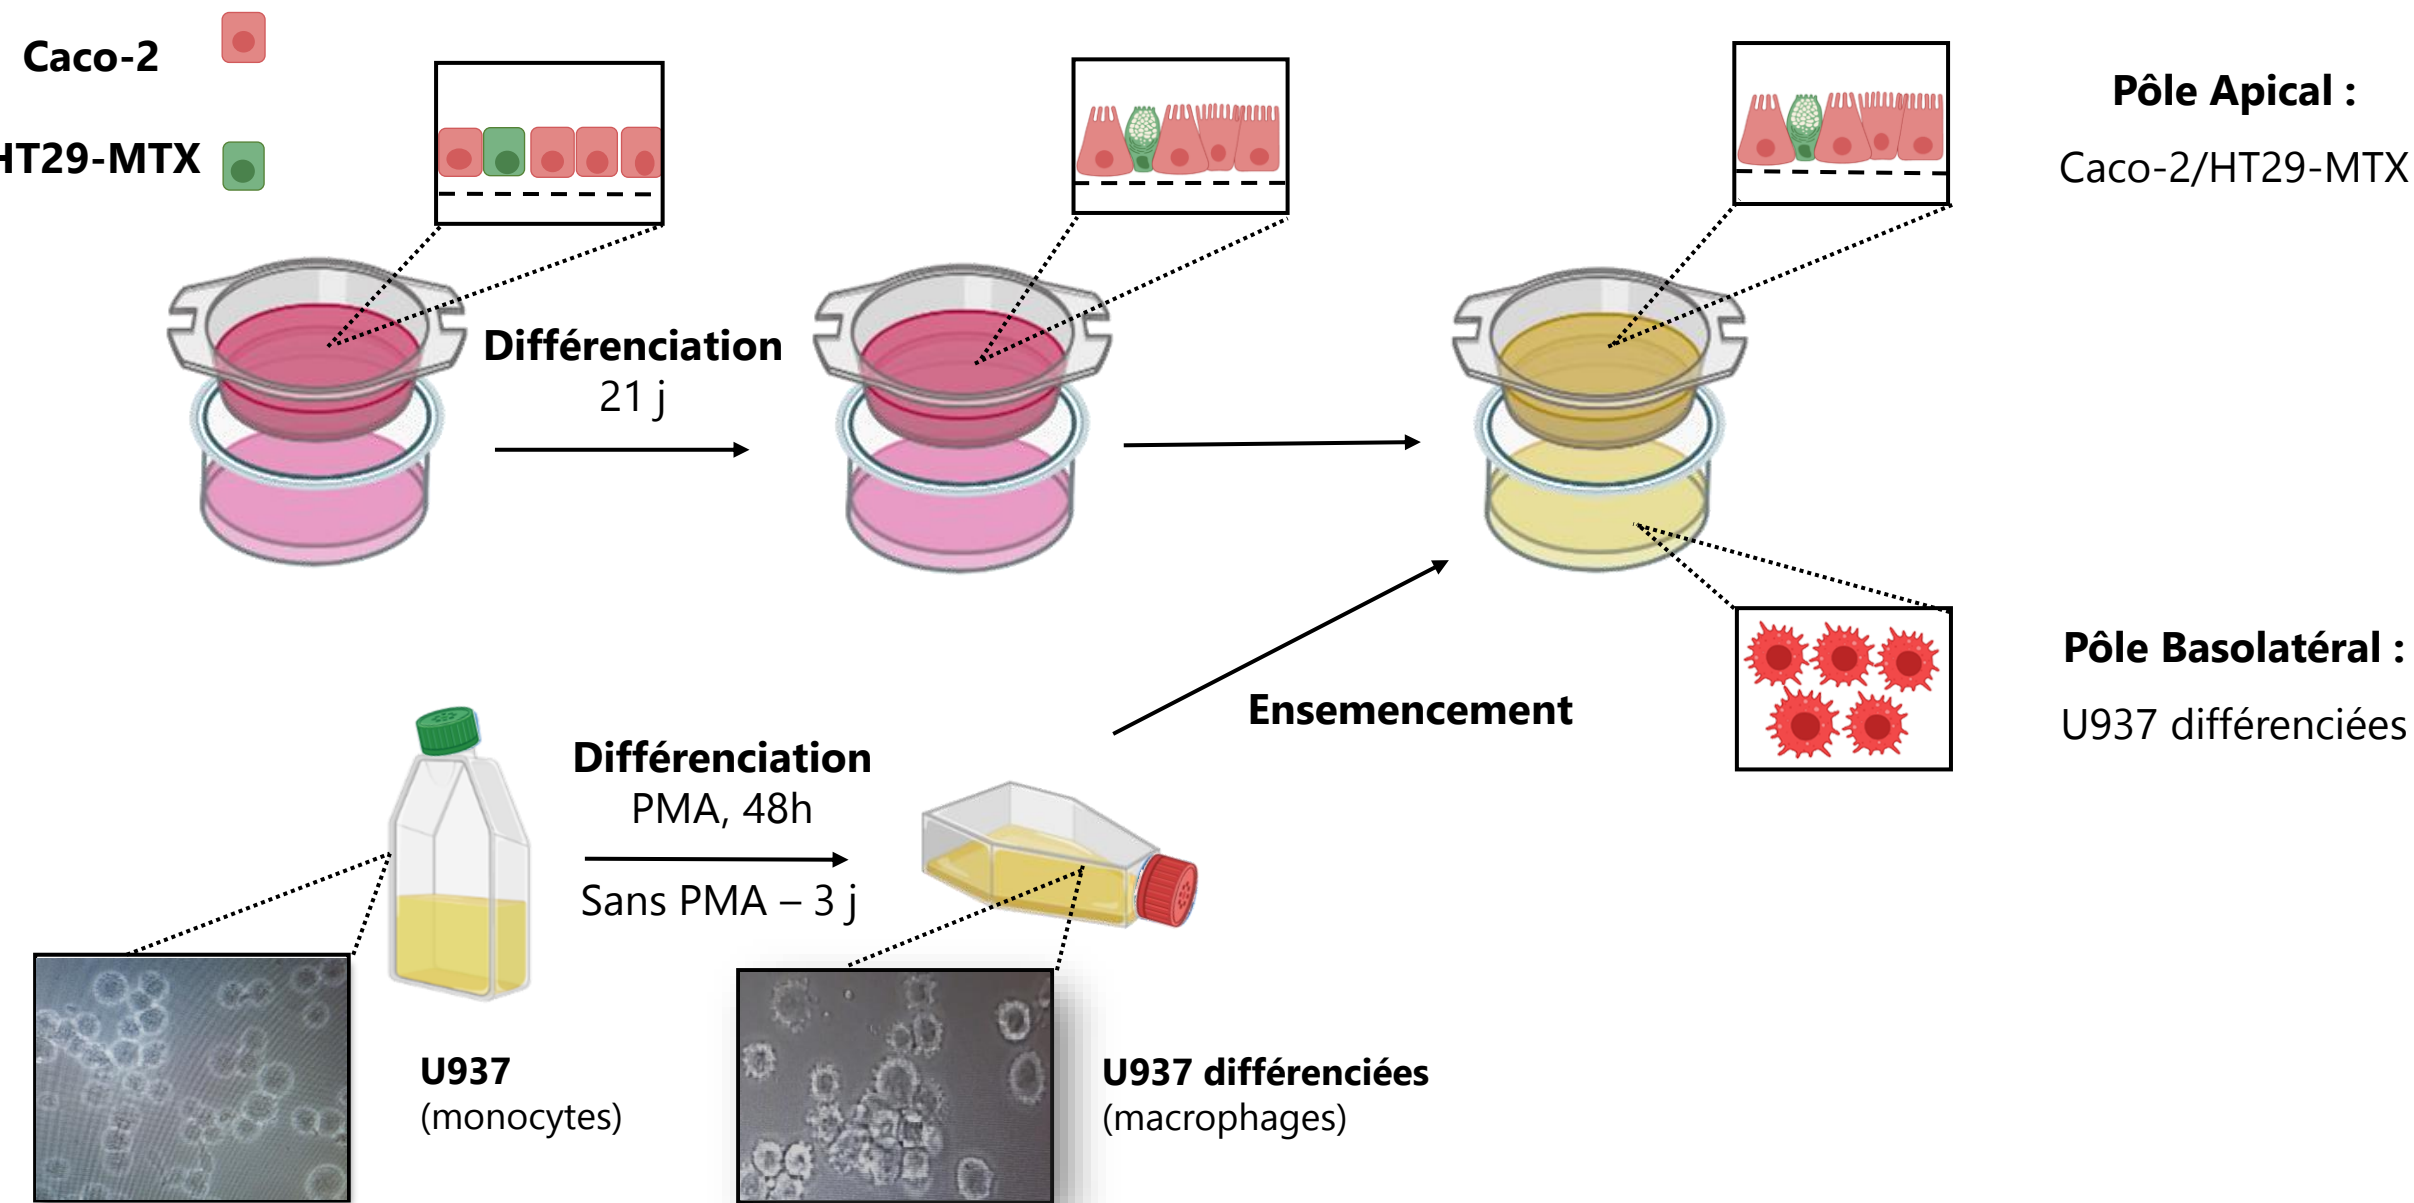 Caco-2
HT29-MTX
Pôle Apical :
Caco-2/HT29-MTX
Différenciation
21 j
Pôle Basolatéral :
U937 différenciées
Ensemencement
Différenciation
PMA, 48h
Sans PMA – 3 j
U937
(monocytes)
U937 différenciées
(macrophages)